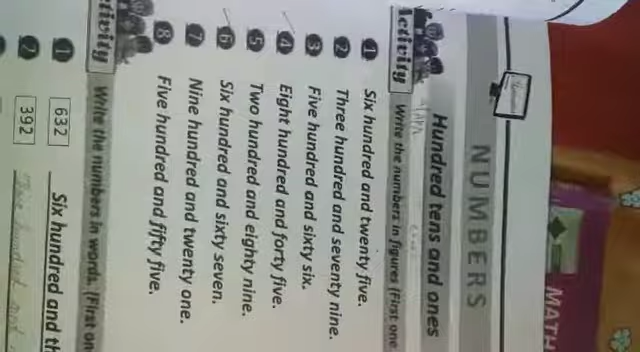 MATH
NUMBERS
Hundred tens and ones
Activity Write the numbers in figures (First one
1 Six hundred and twenty five.
2 Three hundred and seventy nine.
3 Five hundred and sixty six.
4 Eight hundred and forty five.
5 Two hundred and eighty nine.
6 Six hundred and sixty seven.
7 Nine hundred and twenty one.
8 Five hundred and fifty five.
Activity Write the numbers in words. (First on
1 632 Six hundred and th
2 392 hundred and